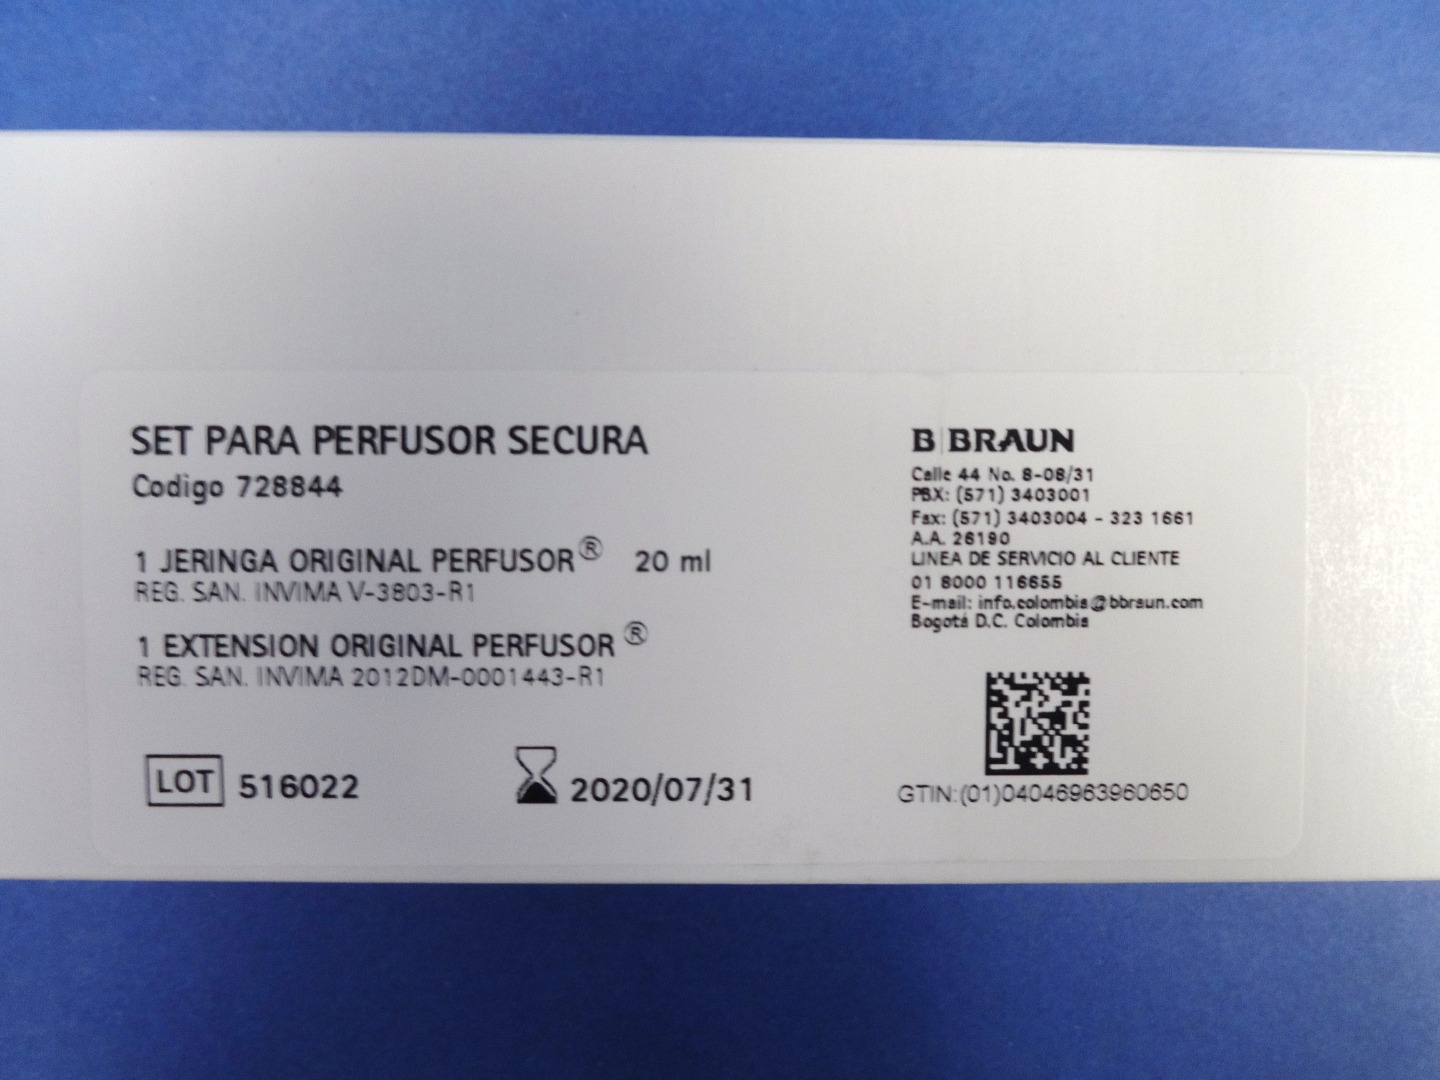 SET PARA PERFUSOR SECURA
Codigo 728844
1 JERINGA ORIGINAL PERFUSOR® 20 ml
REG. SAN. INVIMA V-3803-R1
1 EXTENSION ORIGINAL PERFUSOR®
REG. SAN. INVIMA 2012DM-0001443-R1
LOT 516022
2020/07/31
B BRAUN
Calle 44 No. 8-08/31
PBX: (571) 3403001
Fax: (571) 3403004 - 323 1661
A.A. 26190
LINEA DE SERVICIO AL CLIENTE
01 8000 116655
E-mail: info.colombia@bbraun.com
Bogotá D.C. Colombia
GTIN:(01)04046963960650